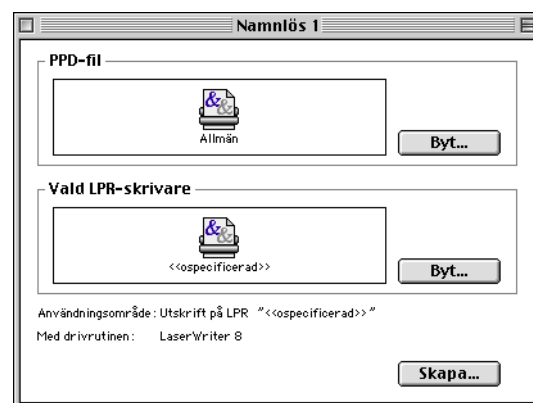 Namnlös 1
PPD-fil
Allmän
Byt...
Vald LPR-skrivare
<<ospecificerad>>
Byt...
Användningsområde: Utskrift på LPR "<<ospecificerad>>"
Med drivrutinen: LaserWriter 8
Skapa...